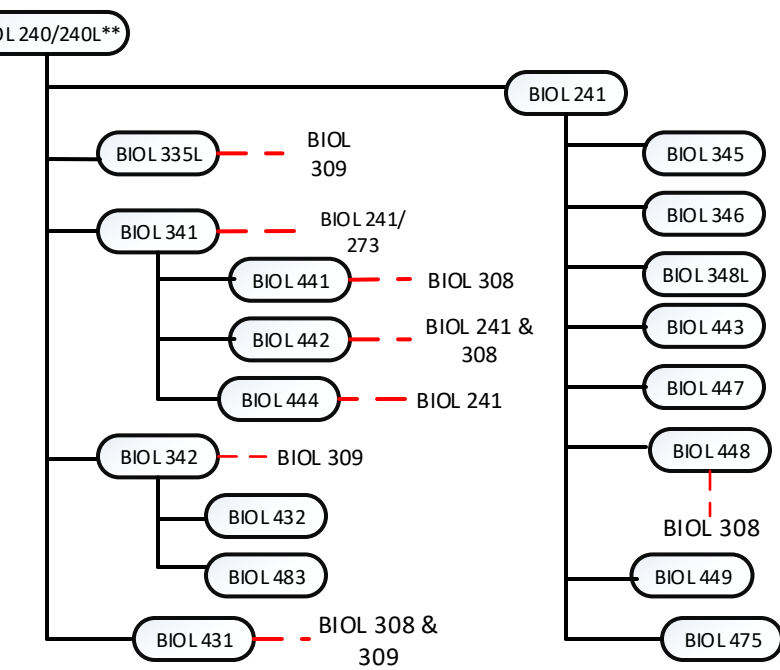 OL 240/240L**
BIOL 241
BIOL 335L
BIOL
309
BIOL 345
BIOL 341
BIOL 241/
273
BIOL 346
BIOL 441
BIOL 308
BIOL 348L
BIOL 442
BIOL 241 &
308
BIOL 443
BIOL 444
BIOL 241
BIOL 447
BIOL 342
BIOL 309
BIOL 448
BIOL 308
BIOL 432
BIOL 483
BIOL 449
BIOL 431
BIOL 308 &
309
BIOL 475